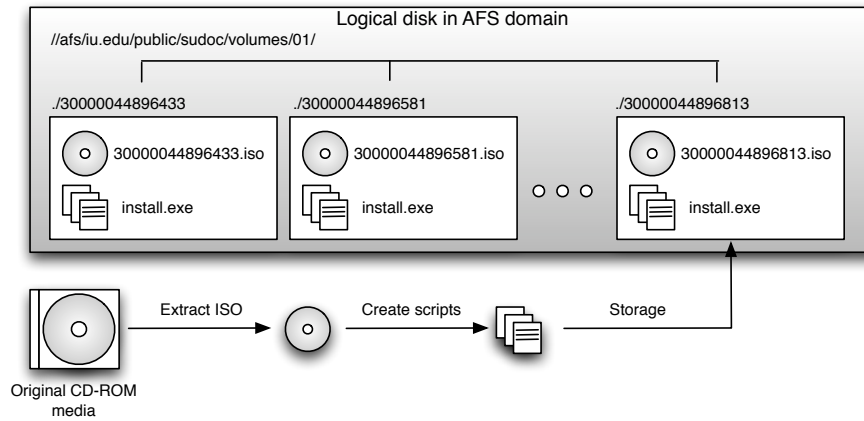 Logical disk in AFS domain
//afs/iu.edu/public/sudoc/volumes/01/
./30000044896433
./30000044896581
./30000044896813
30000044896433.iso
30000044896581.iso
30000044896813.iso
install.exe
install.exe
install.exe
Extract ISO
Create scripts
Storage
Original CD-ROM
media